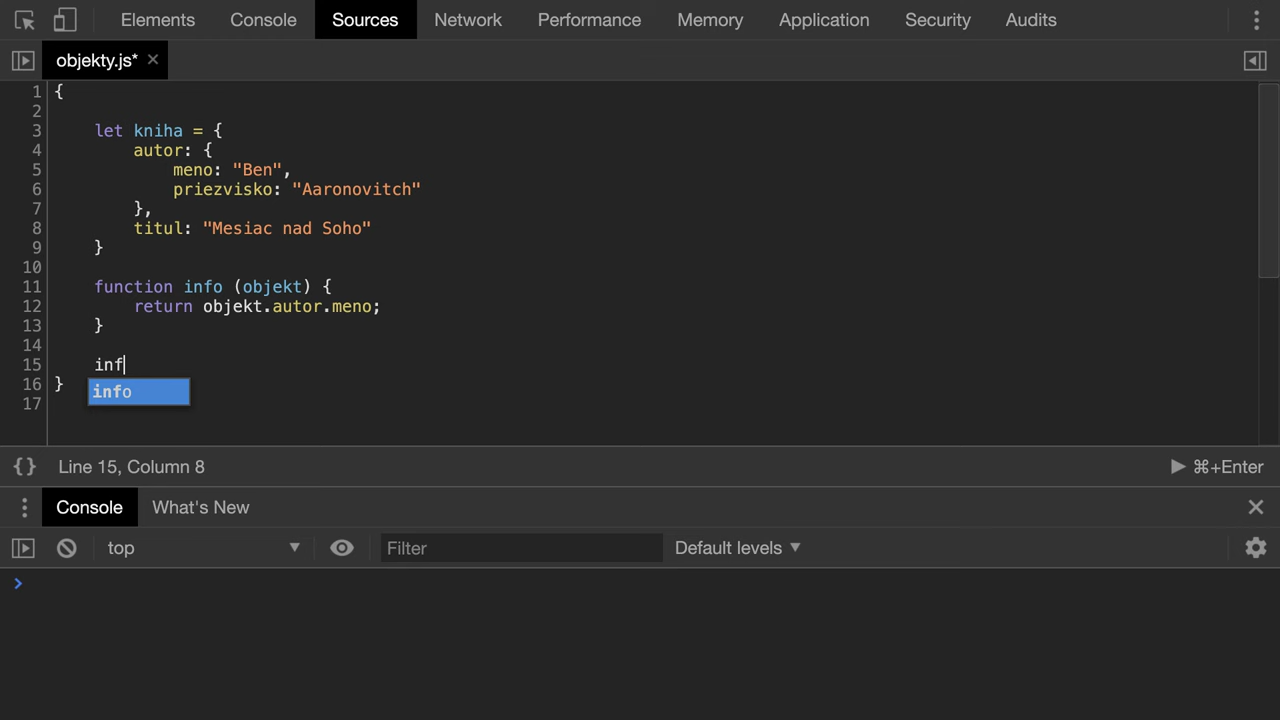 Elements Console Sources Network Performance Memory Application Security Audits
objekty.js* ×
1 {
2
3 let kniha = {
4 autor: {
5 meno: "Ben",
6 priezvisko: "Aaronovitch"
7 },
8 titul: "Mesiac nad Soho"
9 }
10
11 function info (objekt) {
12 return objekt.autor.meno;
13 }
14
15 inf
16 }
info
17
{} Line 15, Column 8 ⌘+Enter
Console What's New
top Filter Default levels